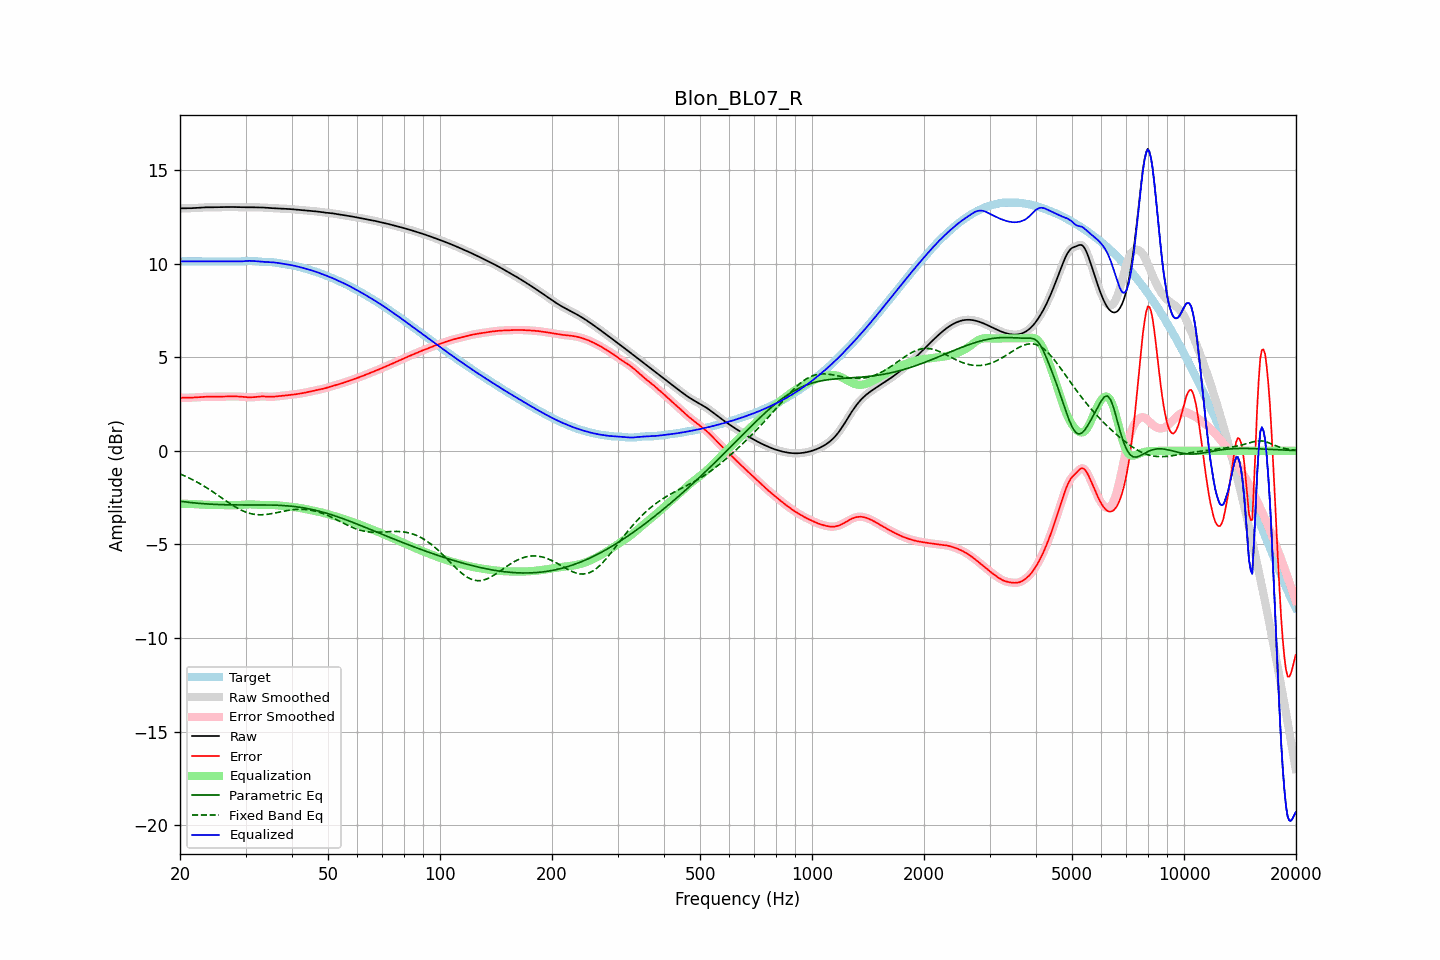 Blon_BL07_R
Amplitude (dBr)
15
10
5
0
−5
−10
−15
−20
Target
Raw Smoothed
Error Smoothed
Raw
Error
Equalization
Parametric Eq
Fixed Band Eq
Equalized
20 50 100 200 500 1000 2000 5000 10000 20000
Frequency (Hz)